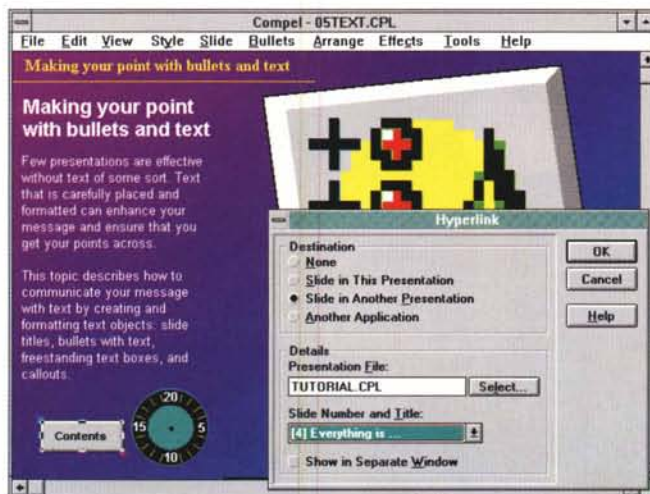 Compel - 05TEXT.CPL
File Edit View Style Slide Bullets Arrange Effects Tools Help
Making your point with bullets and text
Making your point
with bullets and text
Few presentations are effective
without text of some sort. Text
that is carefully placed and
formatted can enhance your
message and ensure that you
get your points across.
This topic describes how to
communicate your message
with text by creating and
formatting text objects: slide
titles, bullets with text,
freestanding text boxes, and
callouts.
Contents
20
15 5
10
Hyperlink
Destination
None
Slide in This Presentation
Slide in Another Presentation
Another Application
OK
Cancel
Help
Details
Presentation File:
TUTORIAL.CPL Select...
Slide Number and Title:
[4] Everything is ...
Show in Separate Window